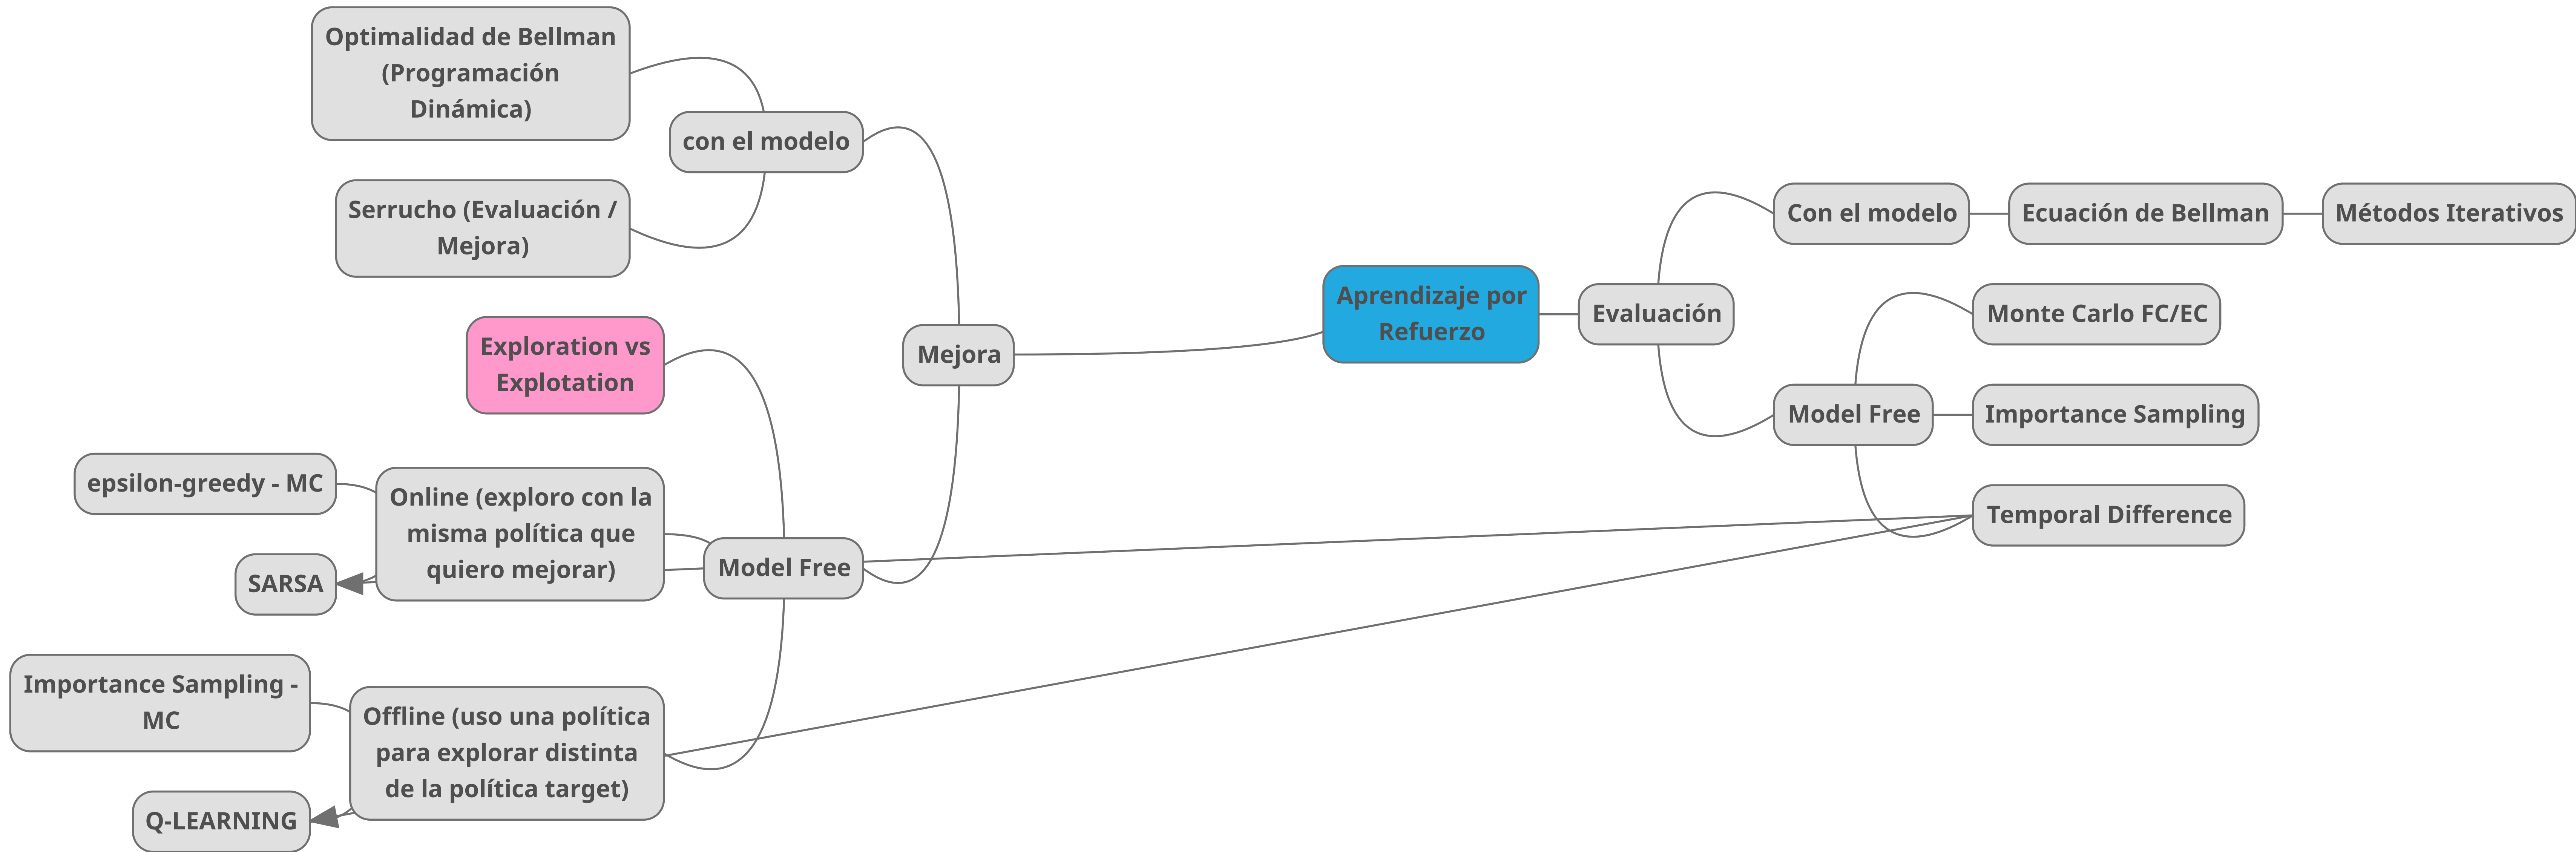 Optimalidad de Bellman
(Programación
Dinámica)
con el modelo
Serrucho (Evaluación /
Mejora)
Exploration vs
Explotation
Mejora
epsilon-greedy - MC
Online (exploro con la
misma política que
quiero mejorar)
SARSA
Model Free
Importance Sampling -
MC
Offline (uso una política
para explorar distinta
de la política target)
Q-LEARNING
Aprendizaje por
Refuerzo
Evaluación
Con el modelo
Ecuación de Bellman
Métodos Iterativos
Monte Carlo FC/EC
Model Free
Importance Sampling
Temporal Difference